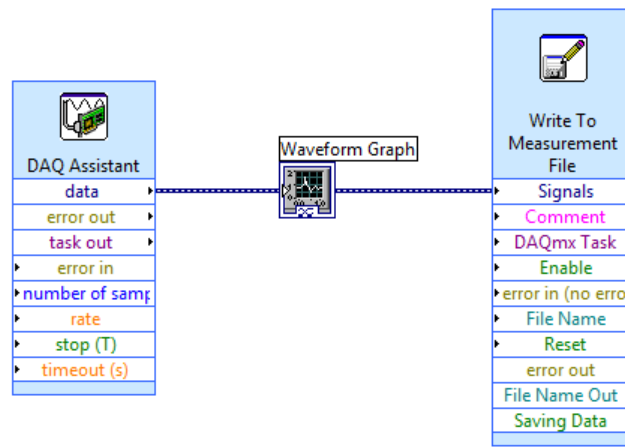 DAQ Assistant
data
error out
task out
error in
number of samp
rate
stop (T)
timeout (s)
Waveform Graph
Write To
Measurement
File
Signals
Comment
DAQmx Task
Enable
error in (no erro
File Name
Reset
error out
File Name Out
Saving Data